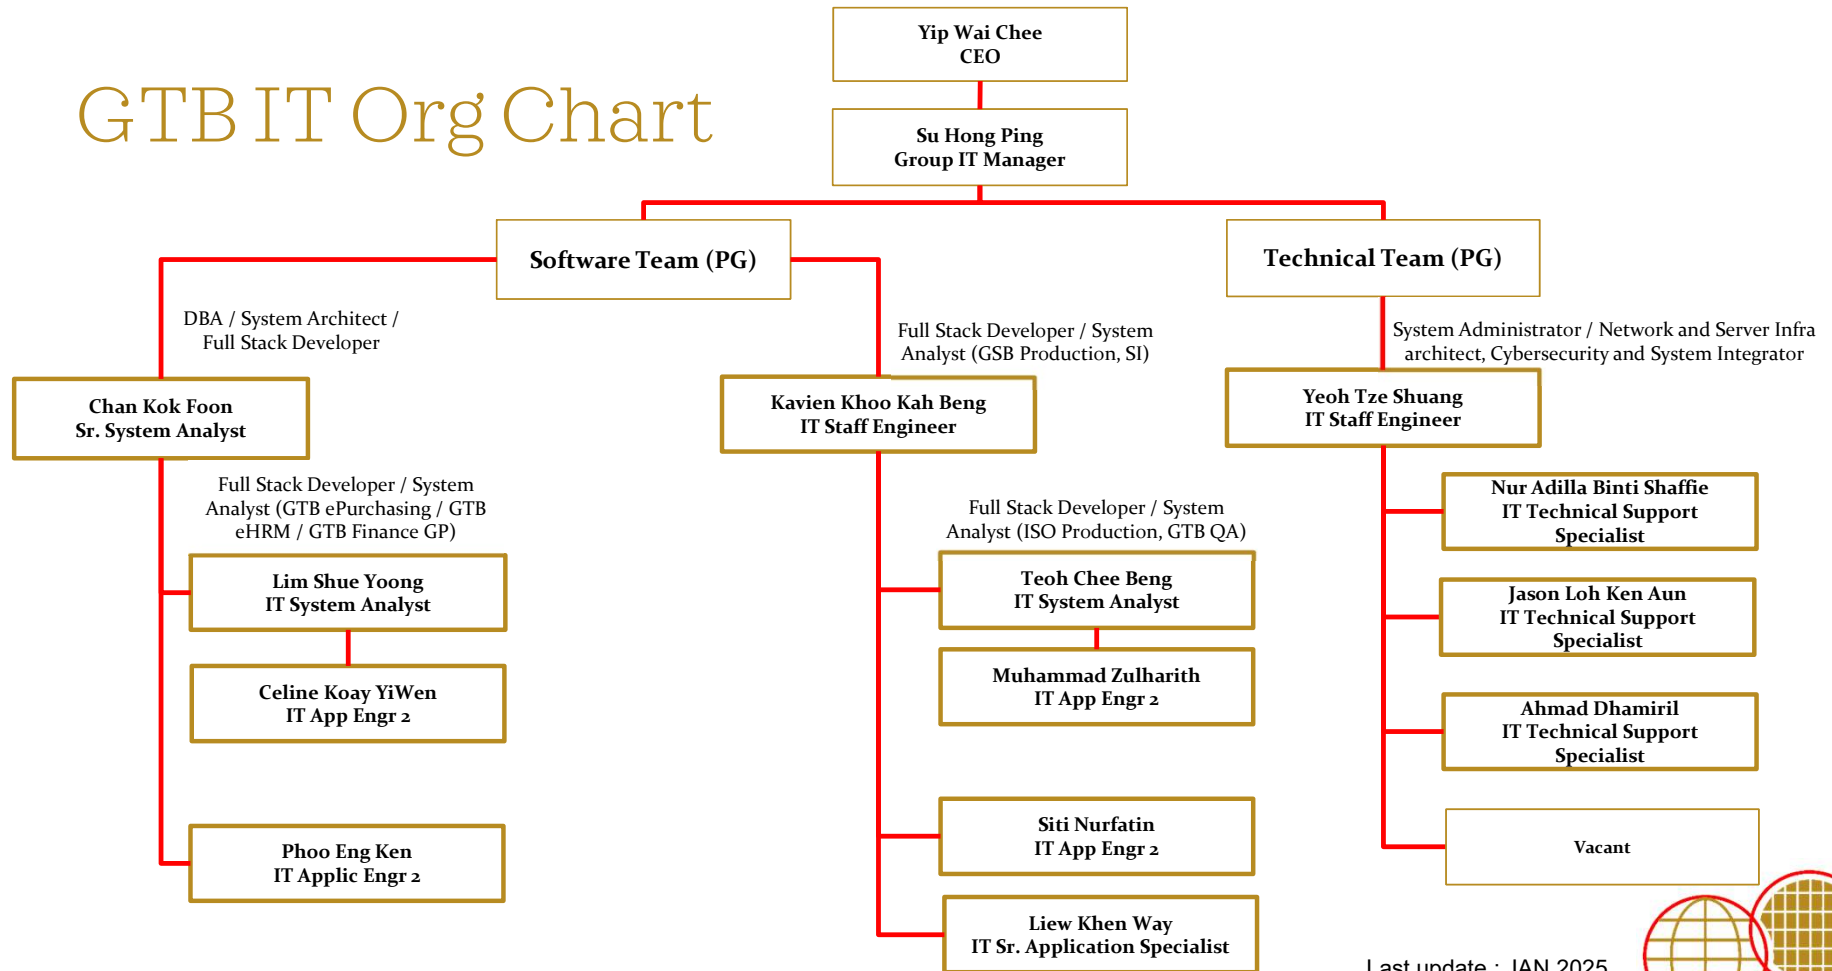 Yip Wai Chee
CEO
GTB IT Org Chart
Su Hong Ping
Group IT Manager
Software Team (PG)
Technical Team (PG)
DBA / System Architect /
Full Stack Developer
Full Stack Developer / System
Analyst (GSB Production, SI)
System Administrator / Network and Server Infra
architect, Cybersecurity and System Integrator
Chan Kok Foon
Sr. System Analyst
Kavien Khoo Kah Beng
IT Staff Engineer
Yeoh Tze Shuang
IT Staff Engineer
Full Stack Developer / System
Analyst (GTB ePurchasing / GTB
eHRM / GTB Finance GP)
Full Stack Developer / System
Analyst (ISO Production, GTB QA)
Nur Adilla Binti Shaffie
IT Technical Support
Specialist
Lim Shue Yoong
IT System Analyst
Teoh Chee Beng
IT System Analyst
Jason Loh Ken Aun
IT Technical Support
Specialist
Celine Koay YiWen
IT App Engr 2
Muhammad Zulharith
IT App Engr 2
Ahmad Dhamiril
IT Technical Support
Specialist
Phoo Eng Ken
IT Applic Engr 2
Siti Nurfatin
IT App Engr 2
Vacant
Liew Khen Way
IT Sr. Application Specialist
Last update : JAN 2025